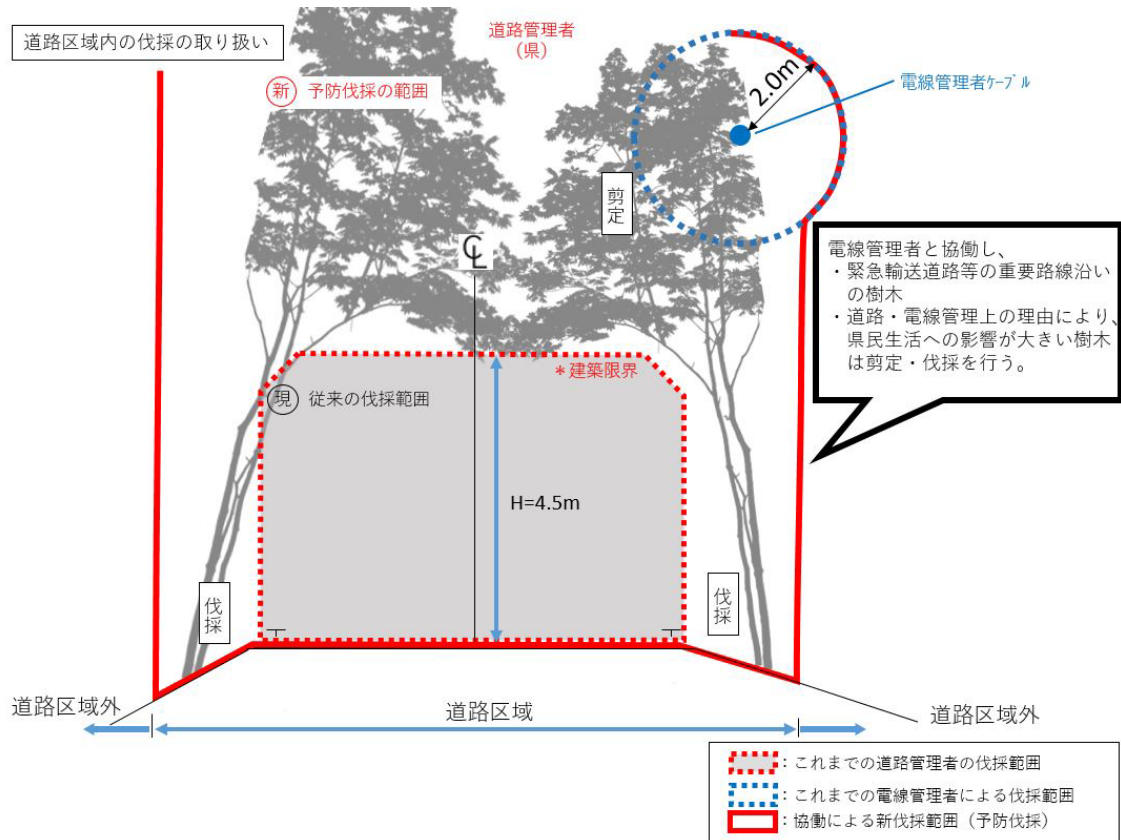 道路区域内の伐採の取り扱い
道路管理者
(県)
新 予防伐採の範囲
2.0m
電線管理者ｹｰﾌﾞﾙ
剪定
CL
電線管理者と協働し、
・緊急輸送道路等の重要路線沿い
の樹木
・道路・電線管理上の理由により、
県民生活への影響が大きい樹木
は剪定・伐採を行う。
＊建築限界
現 従来の伐採範囲
H=4.5m
伐採
伐採
道路区域外
道路区域
道路区域外
：これまでの道路管理者の伐採範囲
：これまでの電線管理者による伐採範囲
：協働による新伐採範囲（予防伐採）